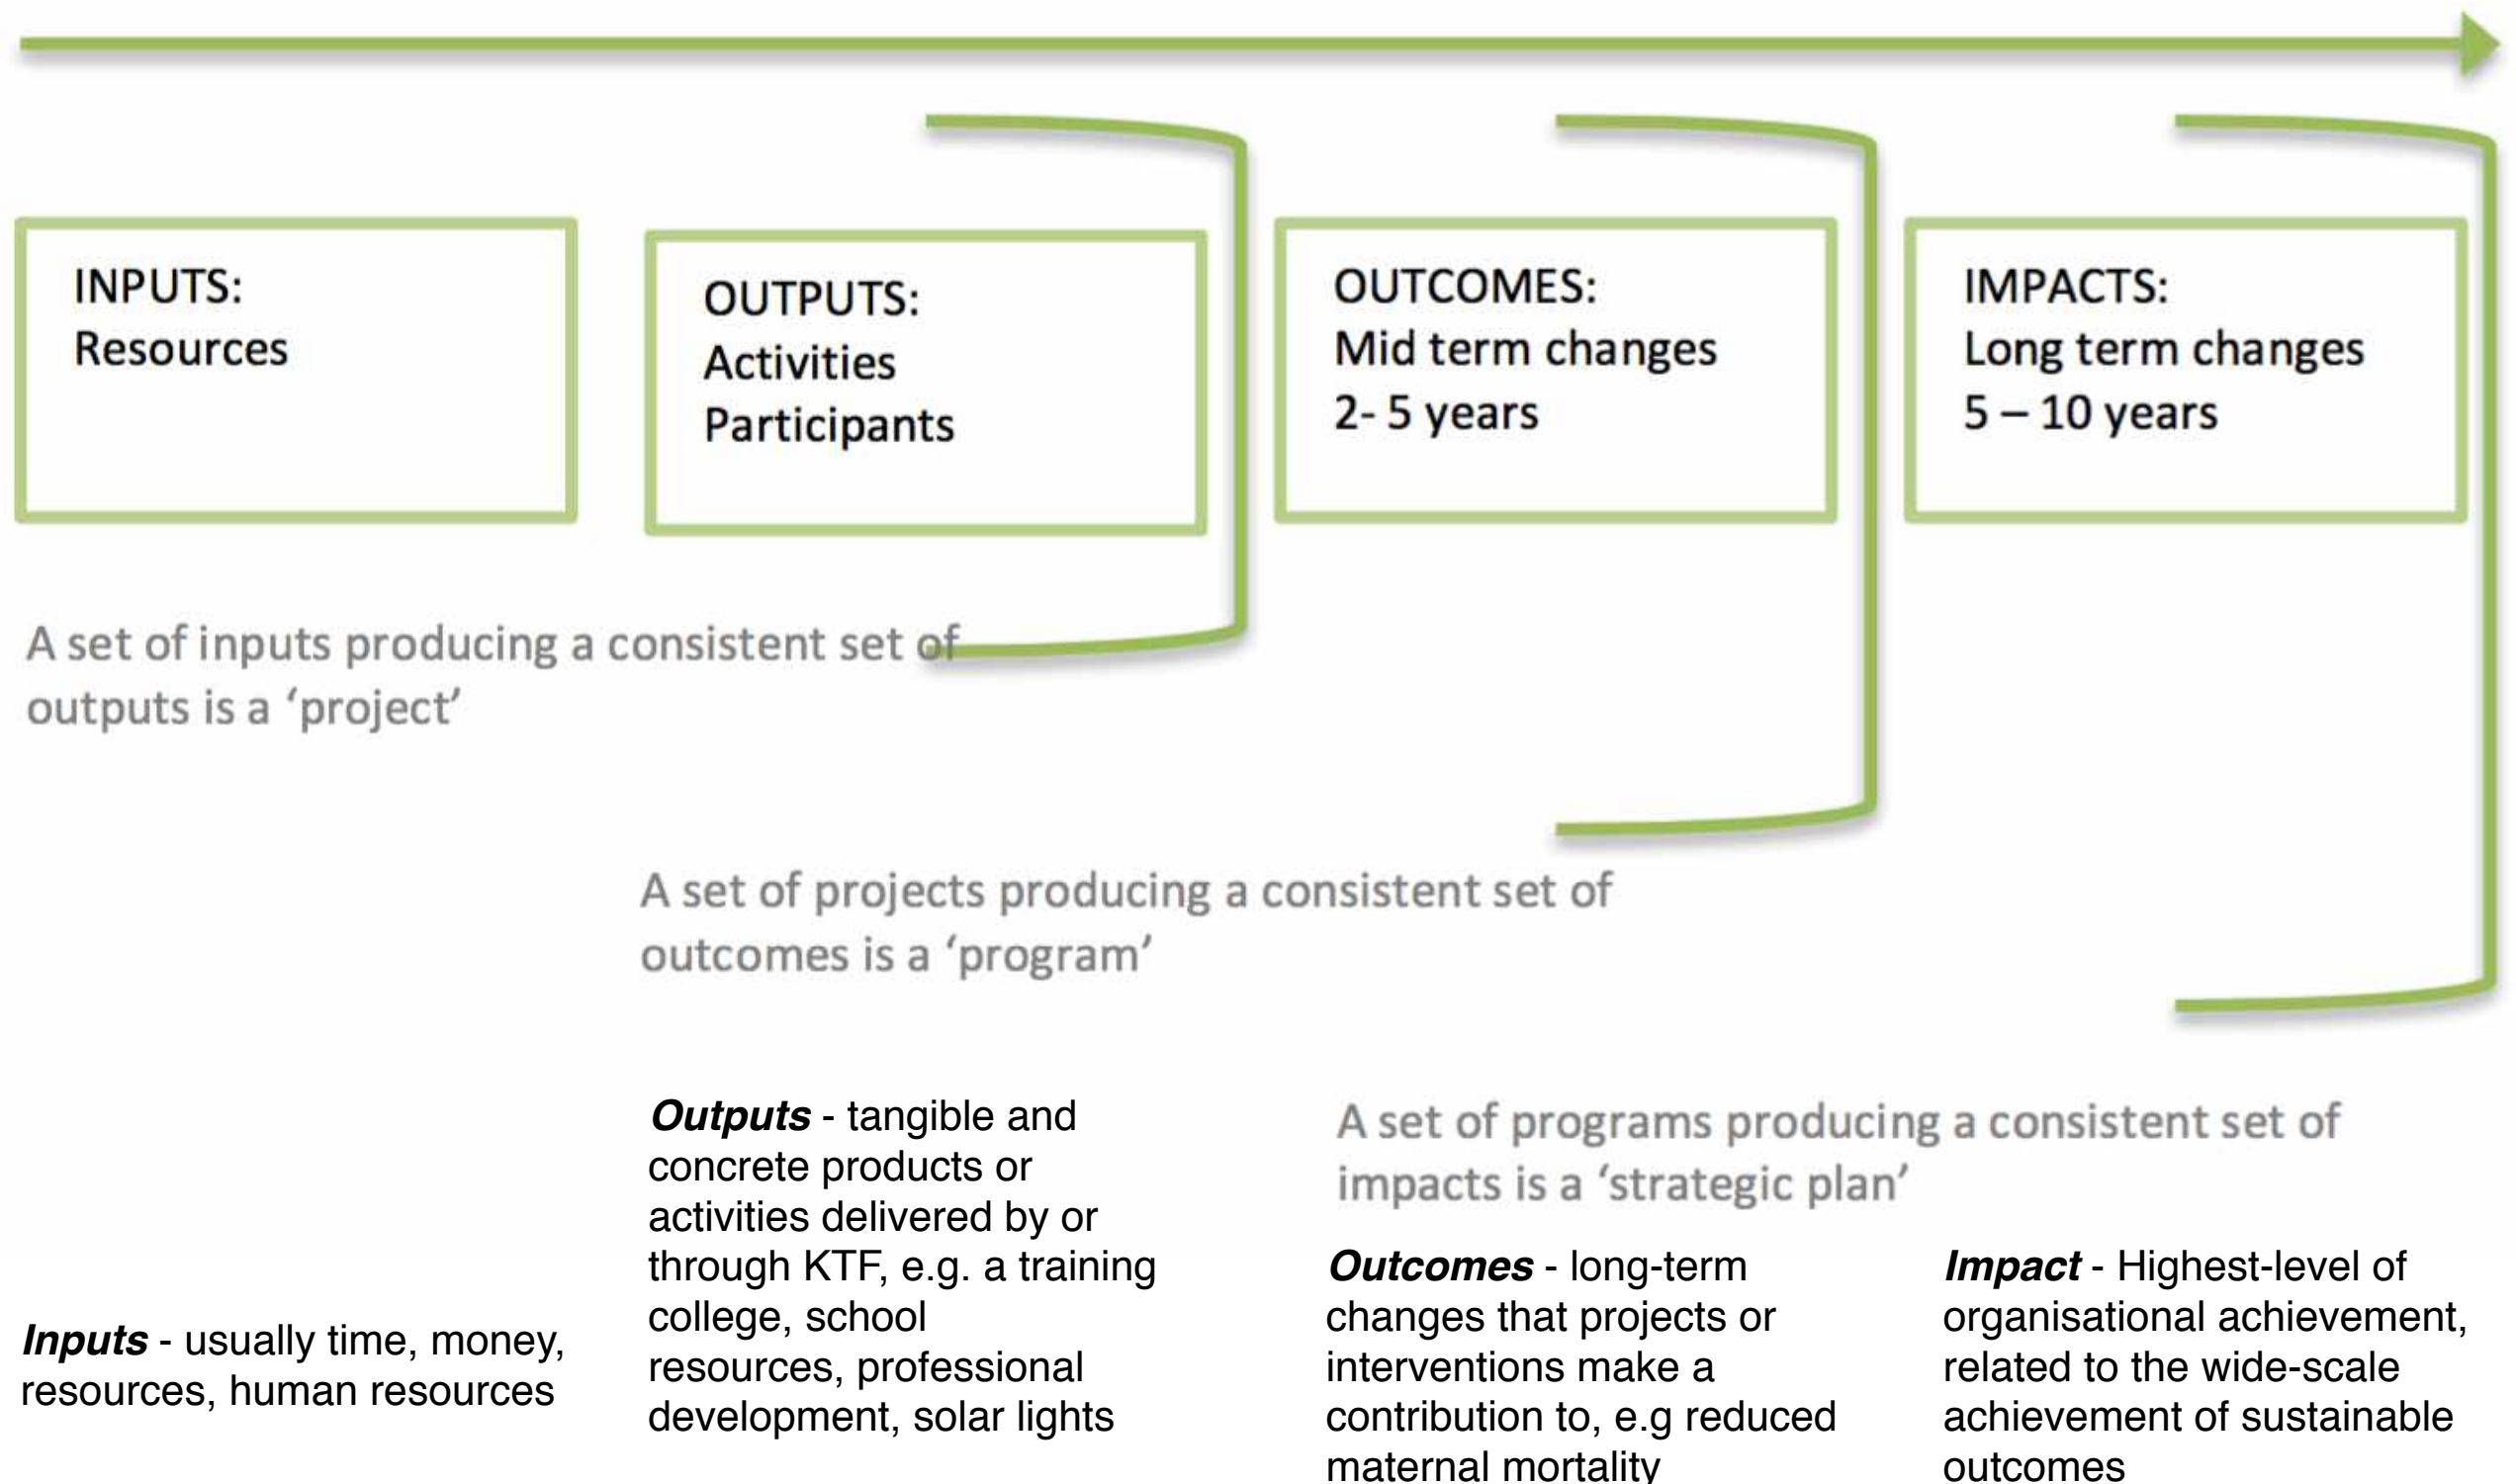 INPUTS:
Resources
OUTPUTS:
Activities
Participants
OUTCOMES:
Mid term changes
2- 5 years
IMPACTS:
Long term changes
5 – 10 years
A set of inputs producing a consistent set of
outputs is a ‘project’
A set of projects producing a consistent set of
outcomes is a ‘program’
A set of programs producing a consistent set of
impacts is a ‘strategic plan’
Inputs - usually time, money,
resources, human resources
Outputs - tangible and
concrete products or
activities delivered by or
through KTF, e.g. a training
college, school
resources, professional
development, solar lights
Outcomes - long-term
changes that projects or
interventions make a
contribution to, e.g reduced
maternal mortality
Impact - Highest-level of
organisational achievement,
related to the wide-scale
achievement of sustainable
outcomes